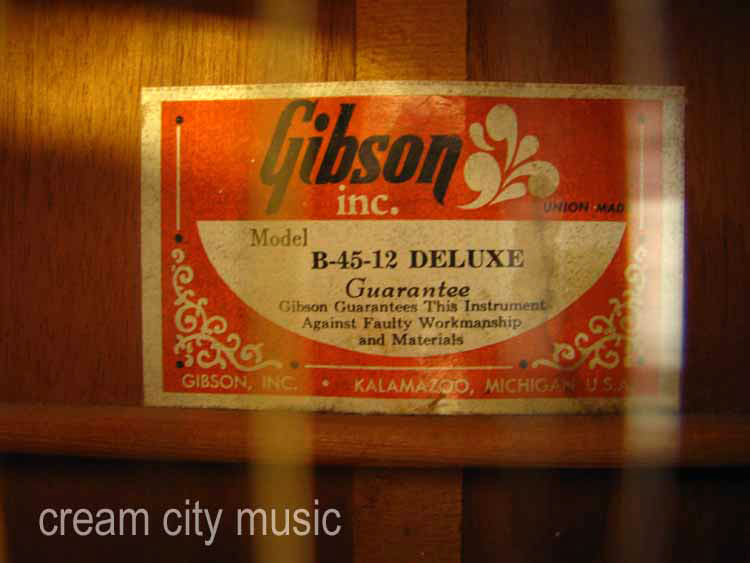 Gibson
inc.
UNION MADE
Model
B-45-12 DELUXE
Guarantee
Gibson Guarantees This Instrument
Against Faulty Workmanship
and Materials
GIBSON, INC. • KALAMAZOO, MICHIGAN U.S.A.
cream city music